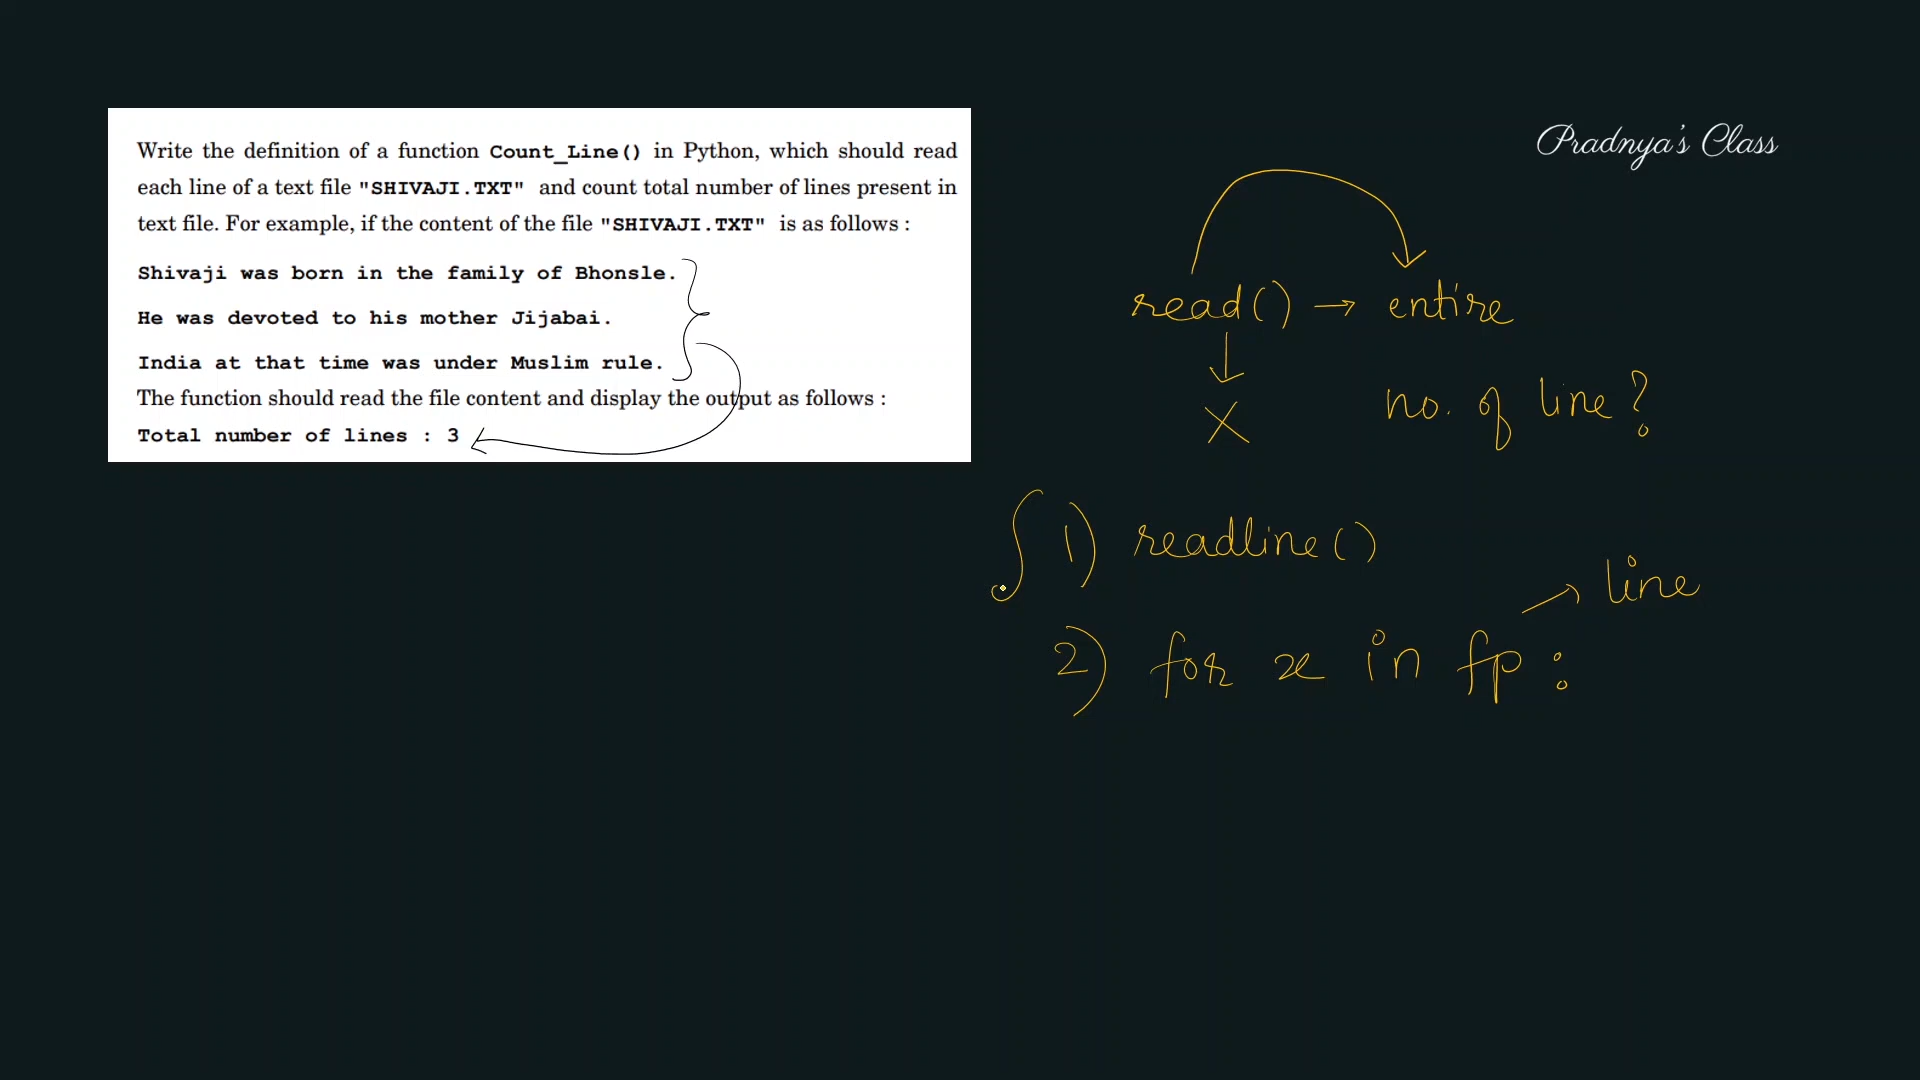 Write the definition of a function Count_Line() in Python, which should read
each line of a text file "SHIVAJI.TXT" and count total number of lines present in
text file. For example, if the content of the file "SHIVAJI.TXT" is as follows :
Shivaji was born in the family of Bhonsle.
He was devoted to his mother Jijabai.
India at that time was under Muslim rule.
The function should read the file content and display the output as follows :
Total number of lines : 3
Pradnya's Class
read() → entire
↓
X
no. of line?
1) readline()
→ line
2) for x in fp :